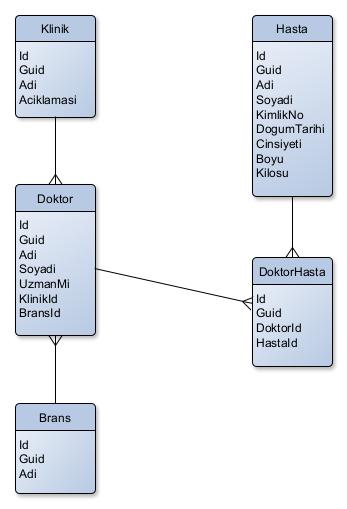 Klinik
Id
Guid
Adi
Aciklamasi
Hasta
Id
Guid
Adi
Soyadi
KimlikNo
DogumTarihi
Cinsiyeti
Boyu
Kilosu
Doktor
Id
Guid
Adi
Soyadi
UzmanMi
KlinikId
BransId
DoktorHasta
Id
Guid
DoktorId
HastaId
Brans
Id
Guid
Adi